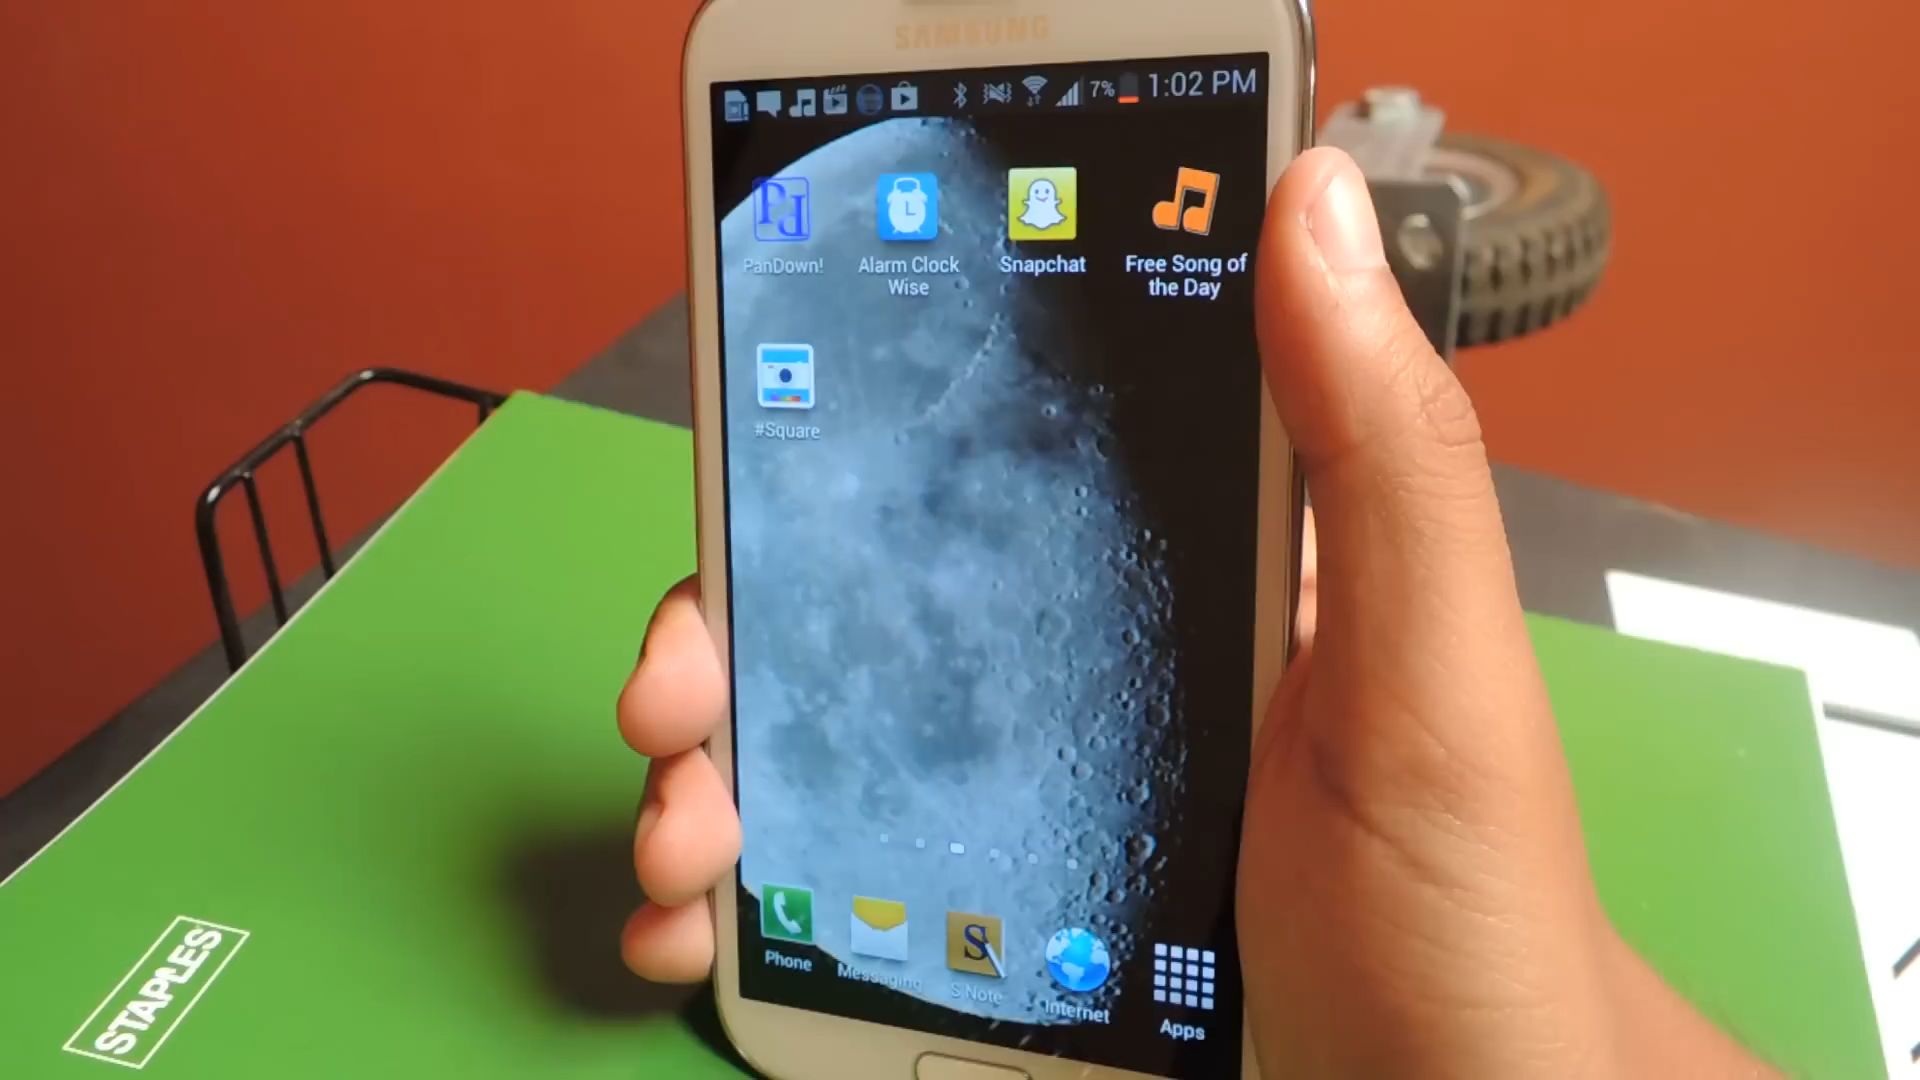 SAMSUNG
7% 1:02 PM
PanDown!
Alarm Clock
Wise
Snapchat
Free Song of
the Day
#Square
Phone
Messaging
S Note
Internet
Apps
STAPLES